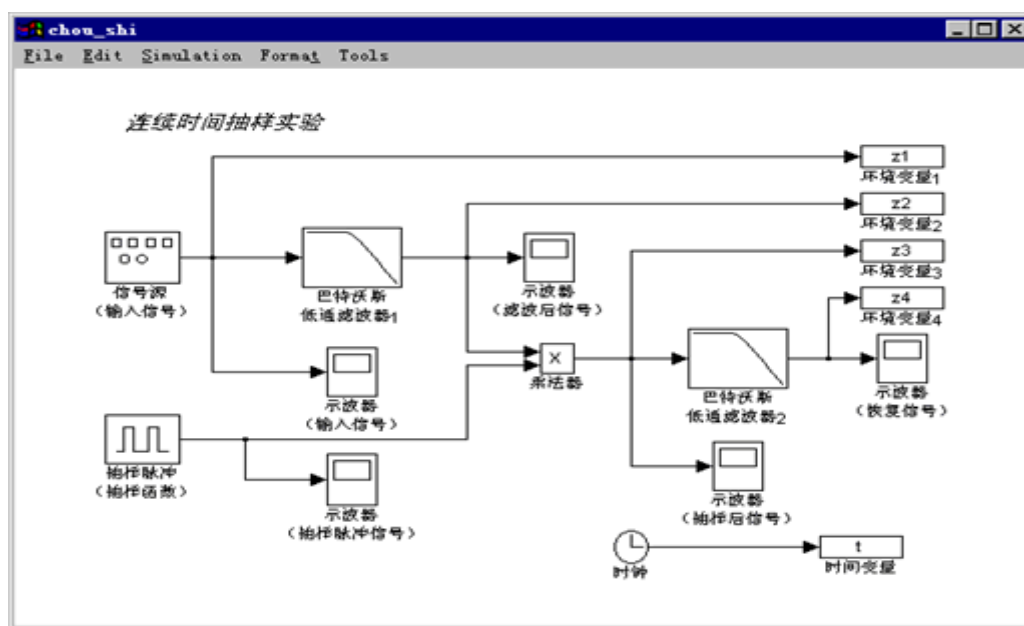 chou_shi
File Edit Simulation Format Tools
连续时间抽样实验
z1
环境变量1
z2
环境变量2
z3
环境变量3
z4
环境变量4
信号源
（输入信号）
巴特沃斯
低通滤波器1
示波器
（滤波后信号）
示波器
（输入信号）
X
乘法器
巴特沃斯
低通滤波器2
示波器
（恢复信号）
抽样脉冲
（抽样函数）
示波器
（抽样脉冲信号）
示波器
（抽样后信号）
时钟
t
时间变量